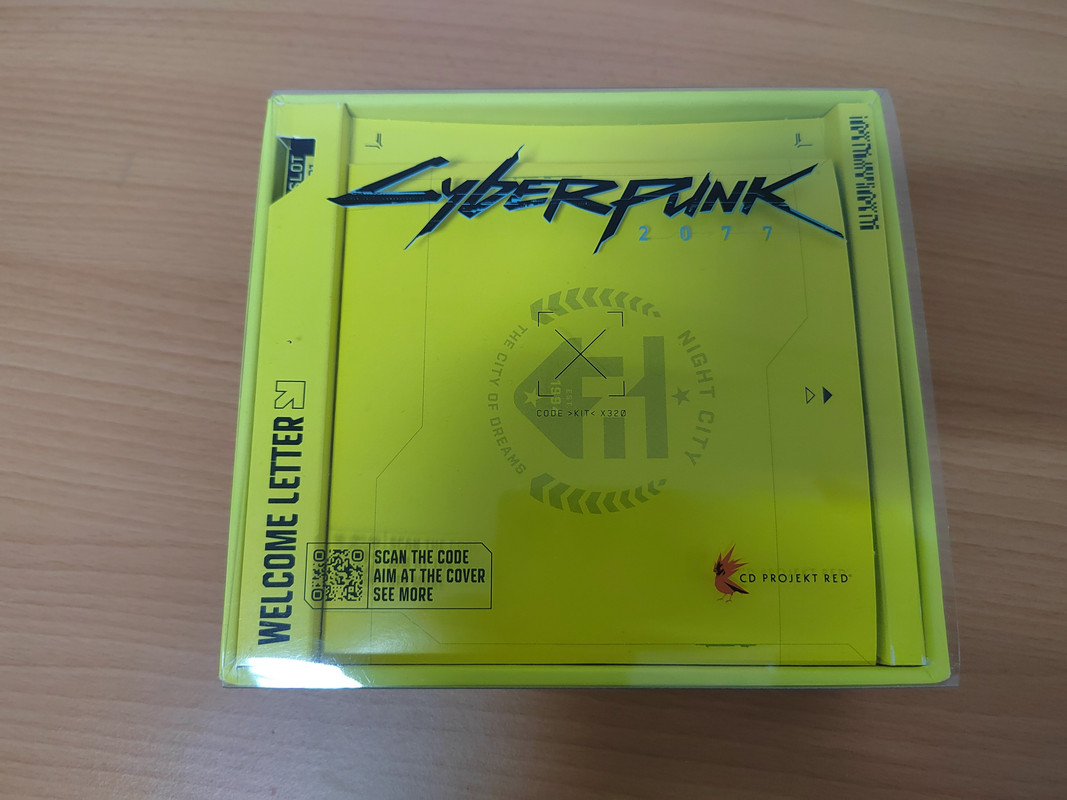 SLOT
CYBERPUNK
2077
THE CITY OF DREAMS
NIGHT CITY
CODE >KIT< X320
WELCOME LETTER
SCAN THE CODE
AIM AT THE COVER
SEE MORE
CD PROJEKT RED